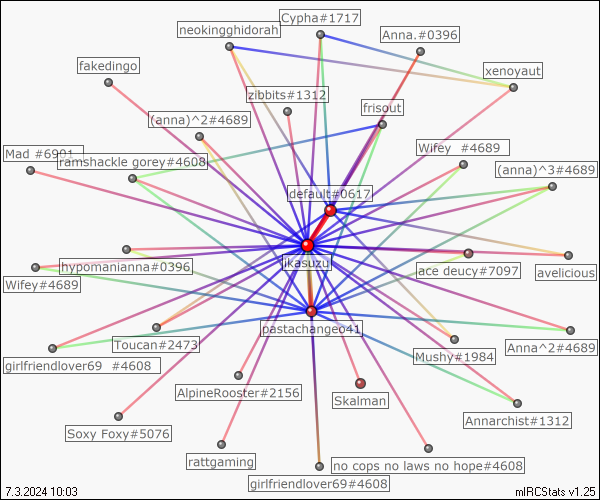 Cypha#1717
neokingghidorah
Anna.#0396
fakedingo
xenoyaut
zibbits#1312
frisout
(anna)^2#4689
Wifey #4689
Mad #6901
ramshackle gorey#4608
(anna)^3#4689
default#0617
ikasuzu
hypomanianna#0396
ace deucy#7097
avelicious
Wifey#4689
pastachangeo41
Toucan#2473
Anna^2#4689
Mushy#1984
girlfriendlover69 #4608
AlpineRooster#2156
Skalman
Annarchist#1312
Soxy Foxy#5076
rattgaming
no cops no laws no hope#4608
girlfriendlover69#4608
7.3.2024 10:03
mIRCStats v1.25